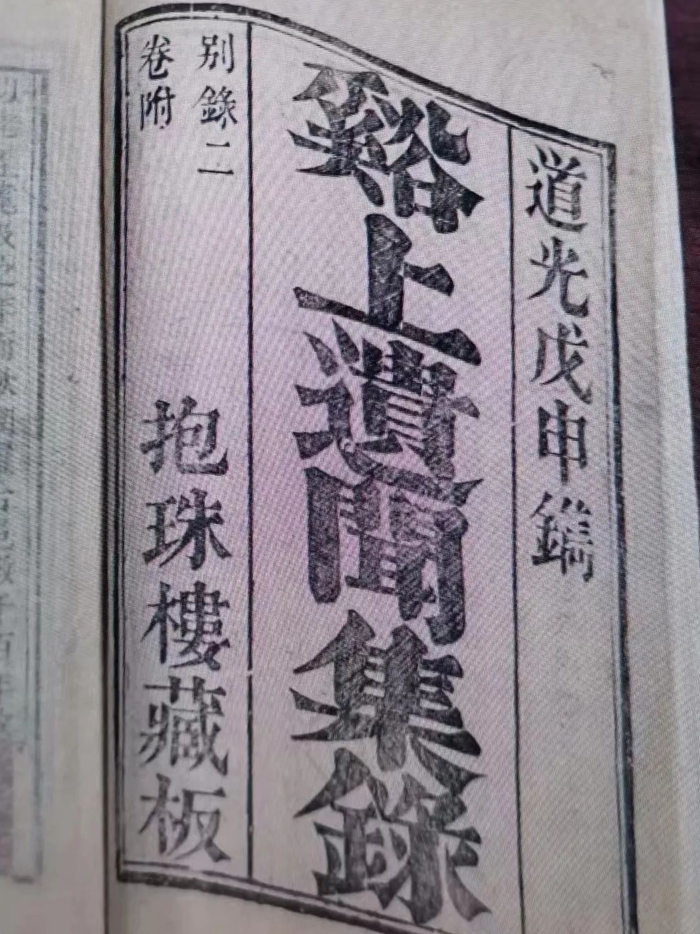 道光戊申鐫
谿上遺聞集錄
別錄二
卷附
抱珠樓藏板